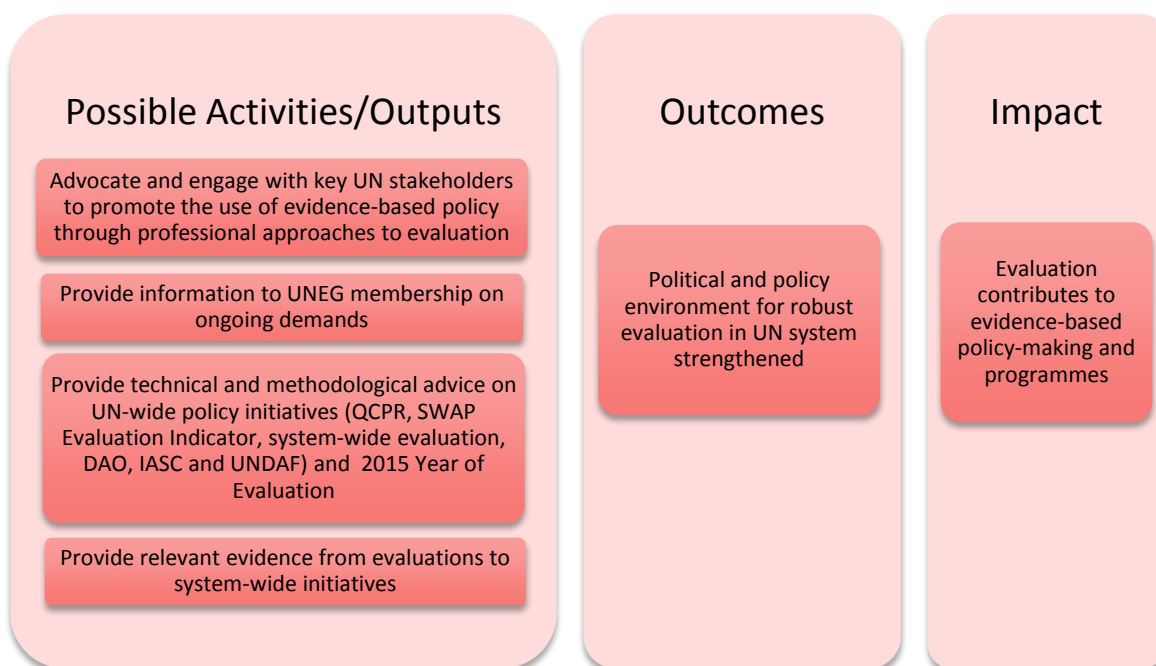 Possible Activities/Outputs
Advocate and engage with key UN stakeholders
to promote the use of evidence-based policy
through professional approaches to evaluation
Provide information to UNEG membership on
ongoing demands
Provide technical and methodological advice on
UN-wide policy initiatives (QCPR, SWAP
Evaluation Indicator, system-wide evaluation,
DAO, IASC and UNDAF) and 2015 Year of
Evaluation
Provide relevant evidence from evaluations to
system-wide initiatives
Outcomes
Political and policy
environment for robust
evaluation in UN system
strengthened
Impact
Evaluation
contributes to
evidence-based
policy-making and
programmes